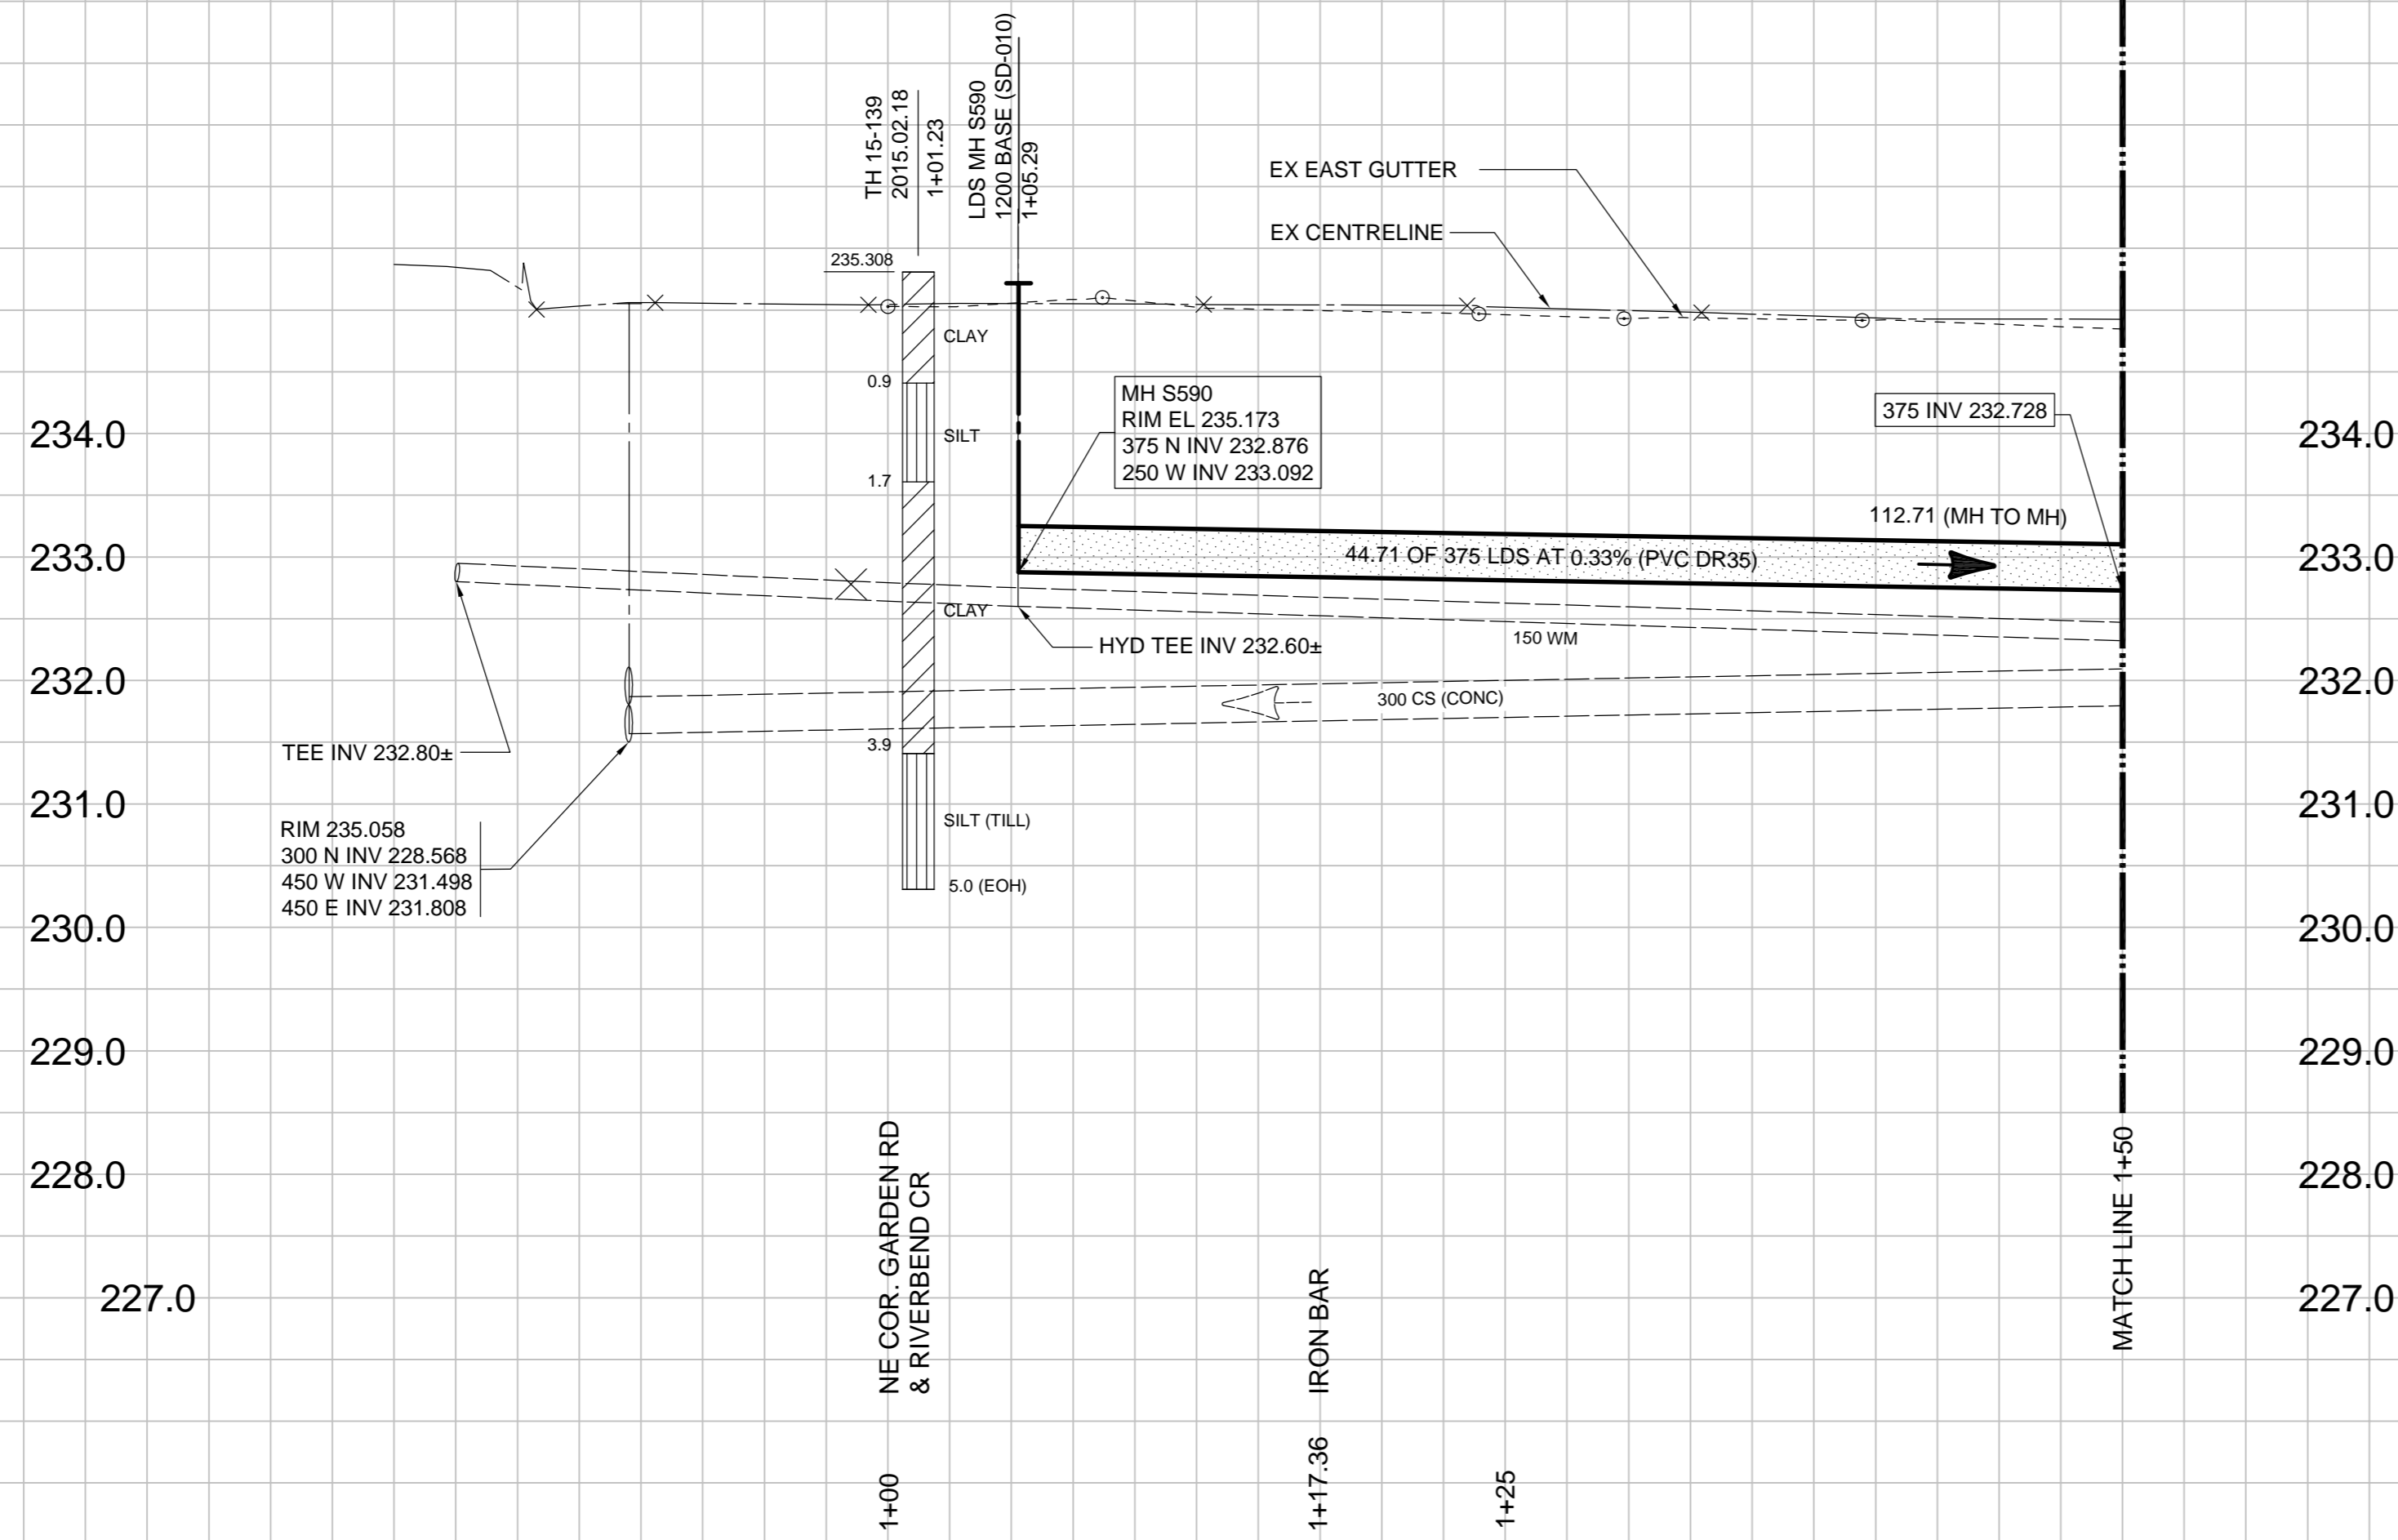 TH 15-139
2015.02.18
1+01.23
LDS MH S590
1200 BASE (SD-010)
1+05.29
EX EAST GUTTER
EX CENTRELINE
235.308
CLAY
0.9
SILT
1.7
MH S590
RIM EL 235.173
375 N INV 232.876
250 W INV 233.092
375 INV 232.728
234.0
234.0
112.71 (MH TO MH)
233.0
44.71 OF 375 LDS AT 0.33% (PVC DR35)
233.0
CLAY
HYD TEE INV 232.60±
150 WM
232.0
300 CS (CONC)
232.0
3.9
TEE INV 232.80±
231.0
SILT (TILL)
231.0
RIM 235.058
300 N INV 228.568
450 W INV 231.498
450 E INV 231.808
5.0 (EOH)
230.0
230.0
229.0
229.0
228.0
228.0
227.0
227.0
NE COR. GARDEN RD
& RIVERBEND CR
IRON BAR
MATCH LINE 1+50
1+00
1+17.36
1+25